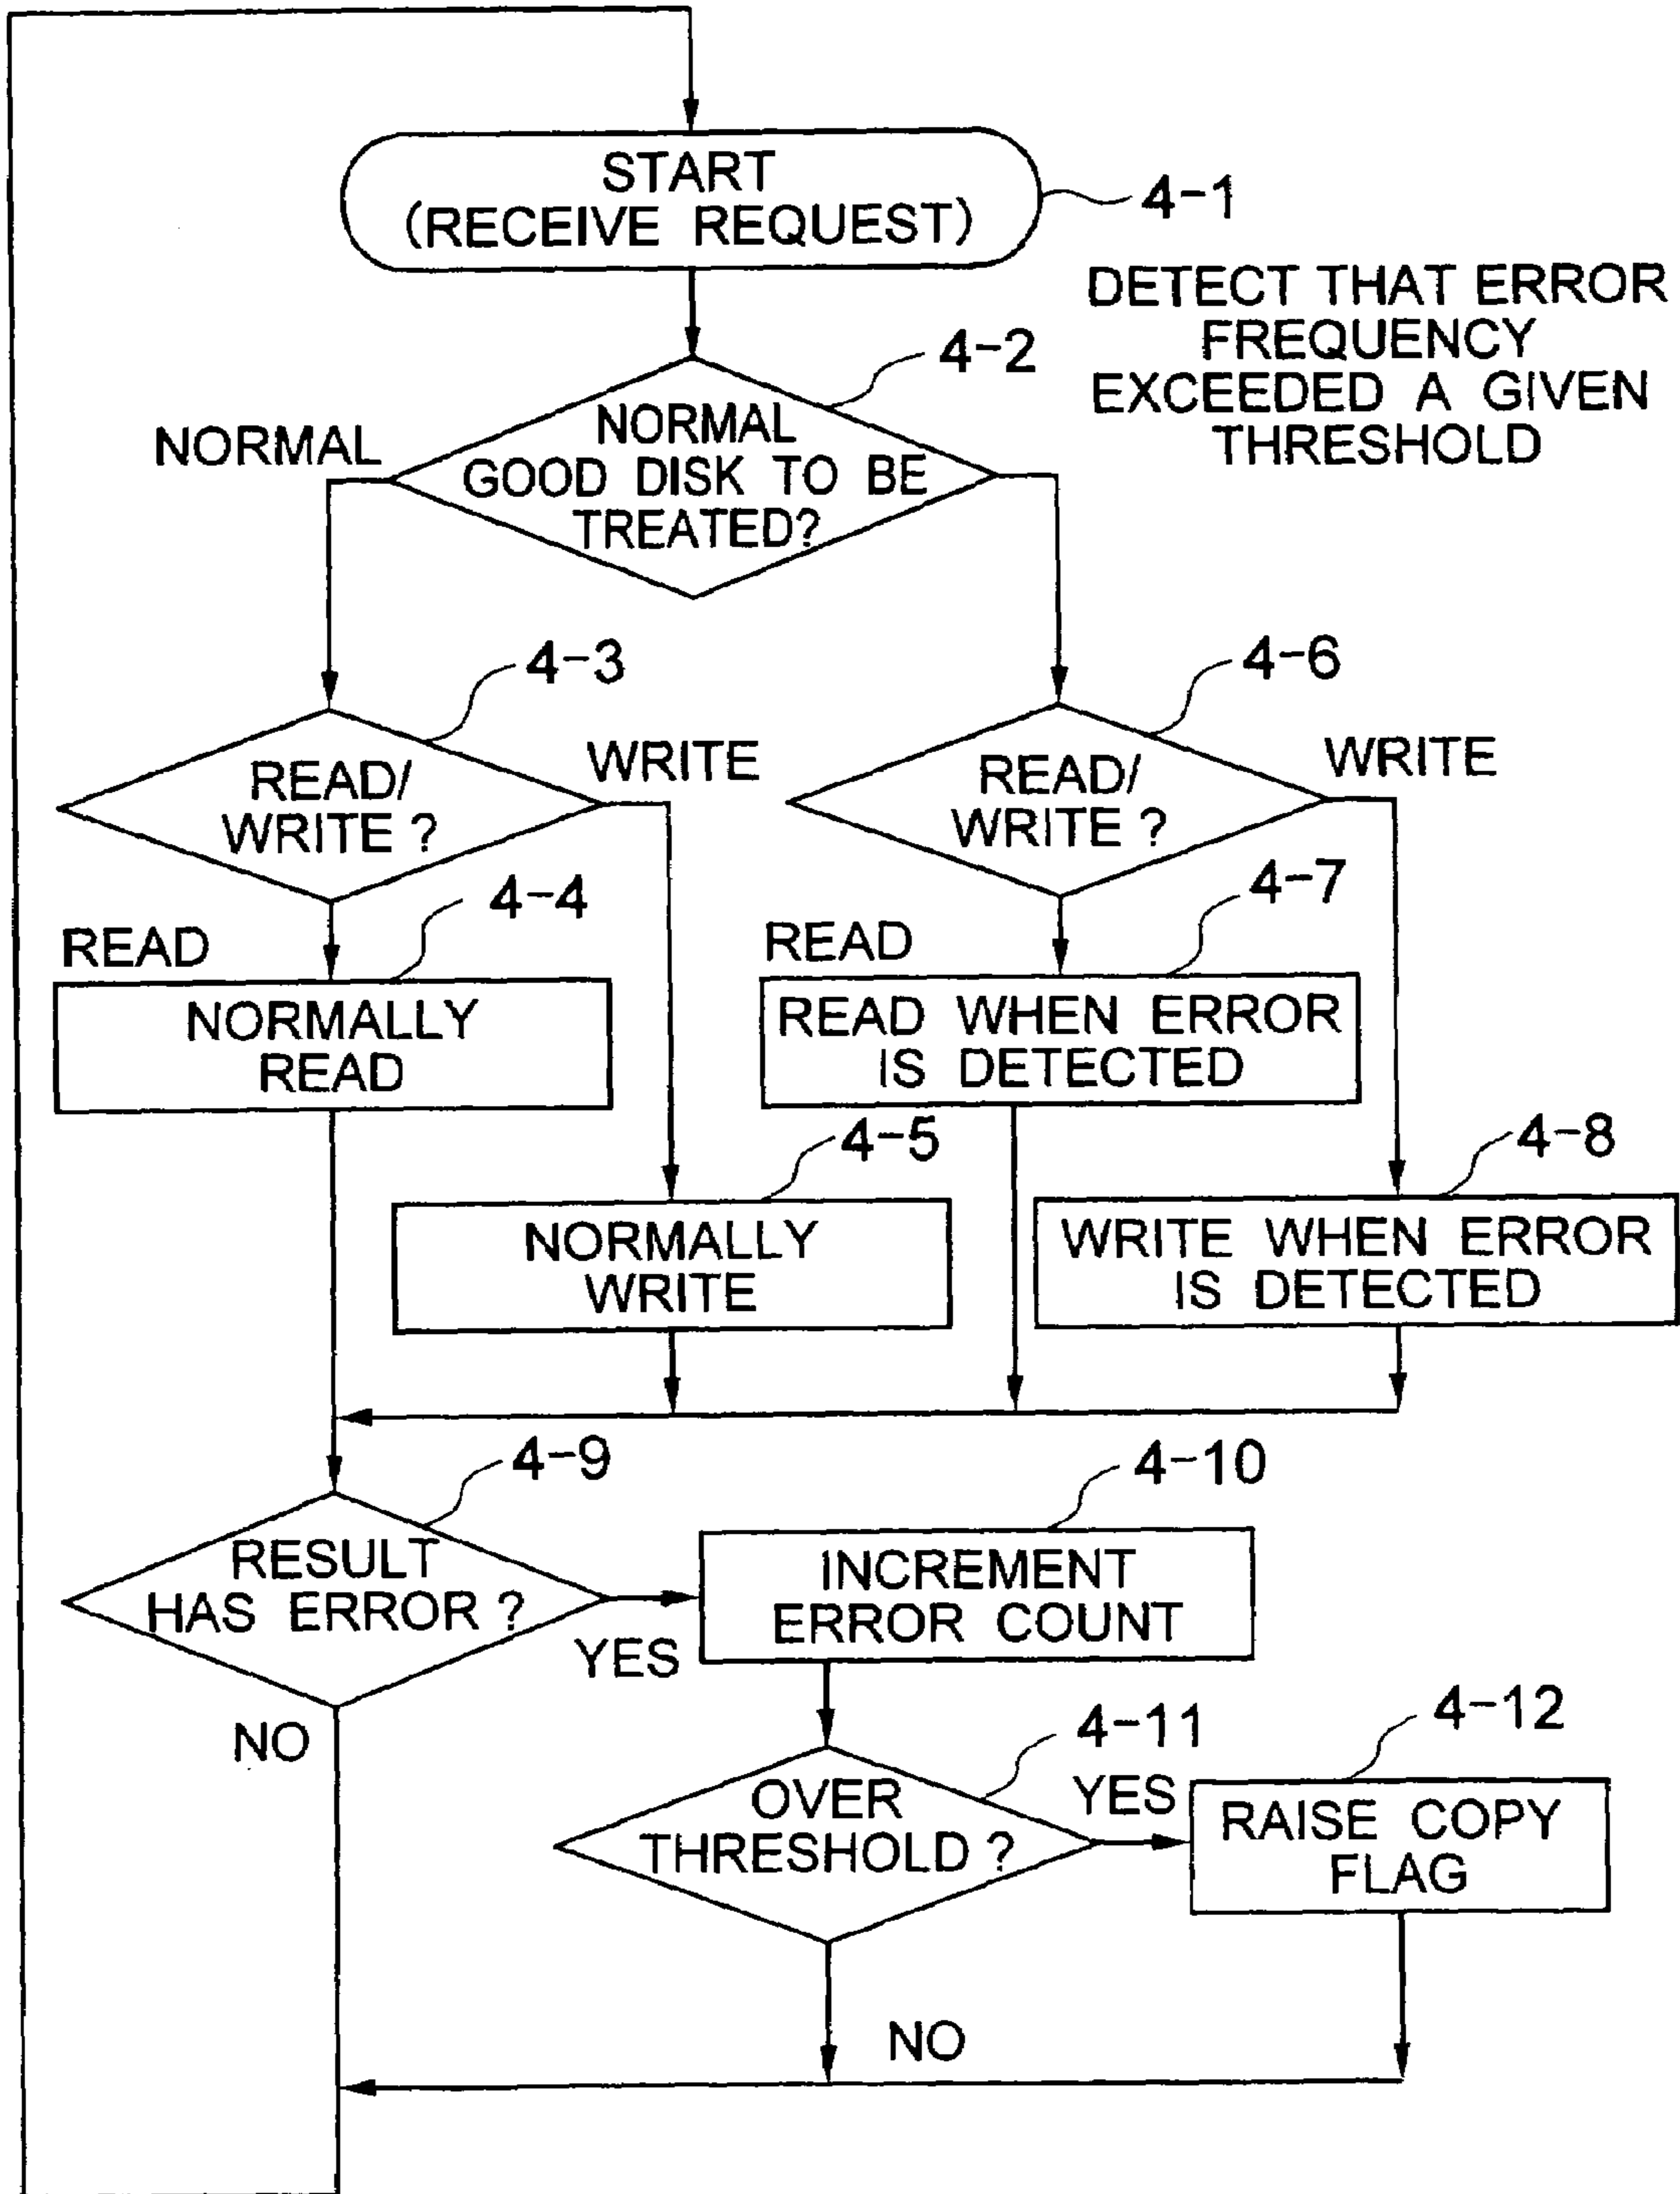 START
(RECEIVE REQUEST)
4-1
DETECT THAT ERROR
FREQUENCY
EXCEEDED A GIVEN
THRESHOLD
4-2
NORMAL
NORMAL
GOOD DISK TO BE
TREATED?
4-3
READ/
WRITE ?
WRITE
4-6
READ/
WRITE ?
WRITE
READ
4-4
NORMALLY
READ
READ
4-7
READ WHEN ERROR
IS DETECTED
4-5
NORMALLY
WRITE
4-8
WRITE WHEN ERROR
IS DETECTED
4-9
RESULT
HAS ERROR ?
YES
NO
4-10
INCREMENT
ERROR COUNT
4-11
OVER
THRESHOLD ?
YES
NO
4-12
RAISE COPY
FLAG